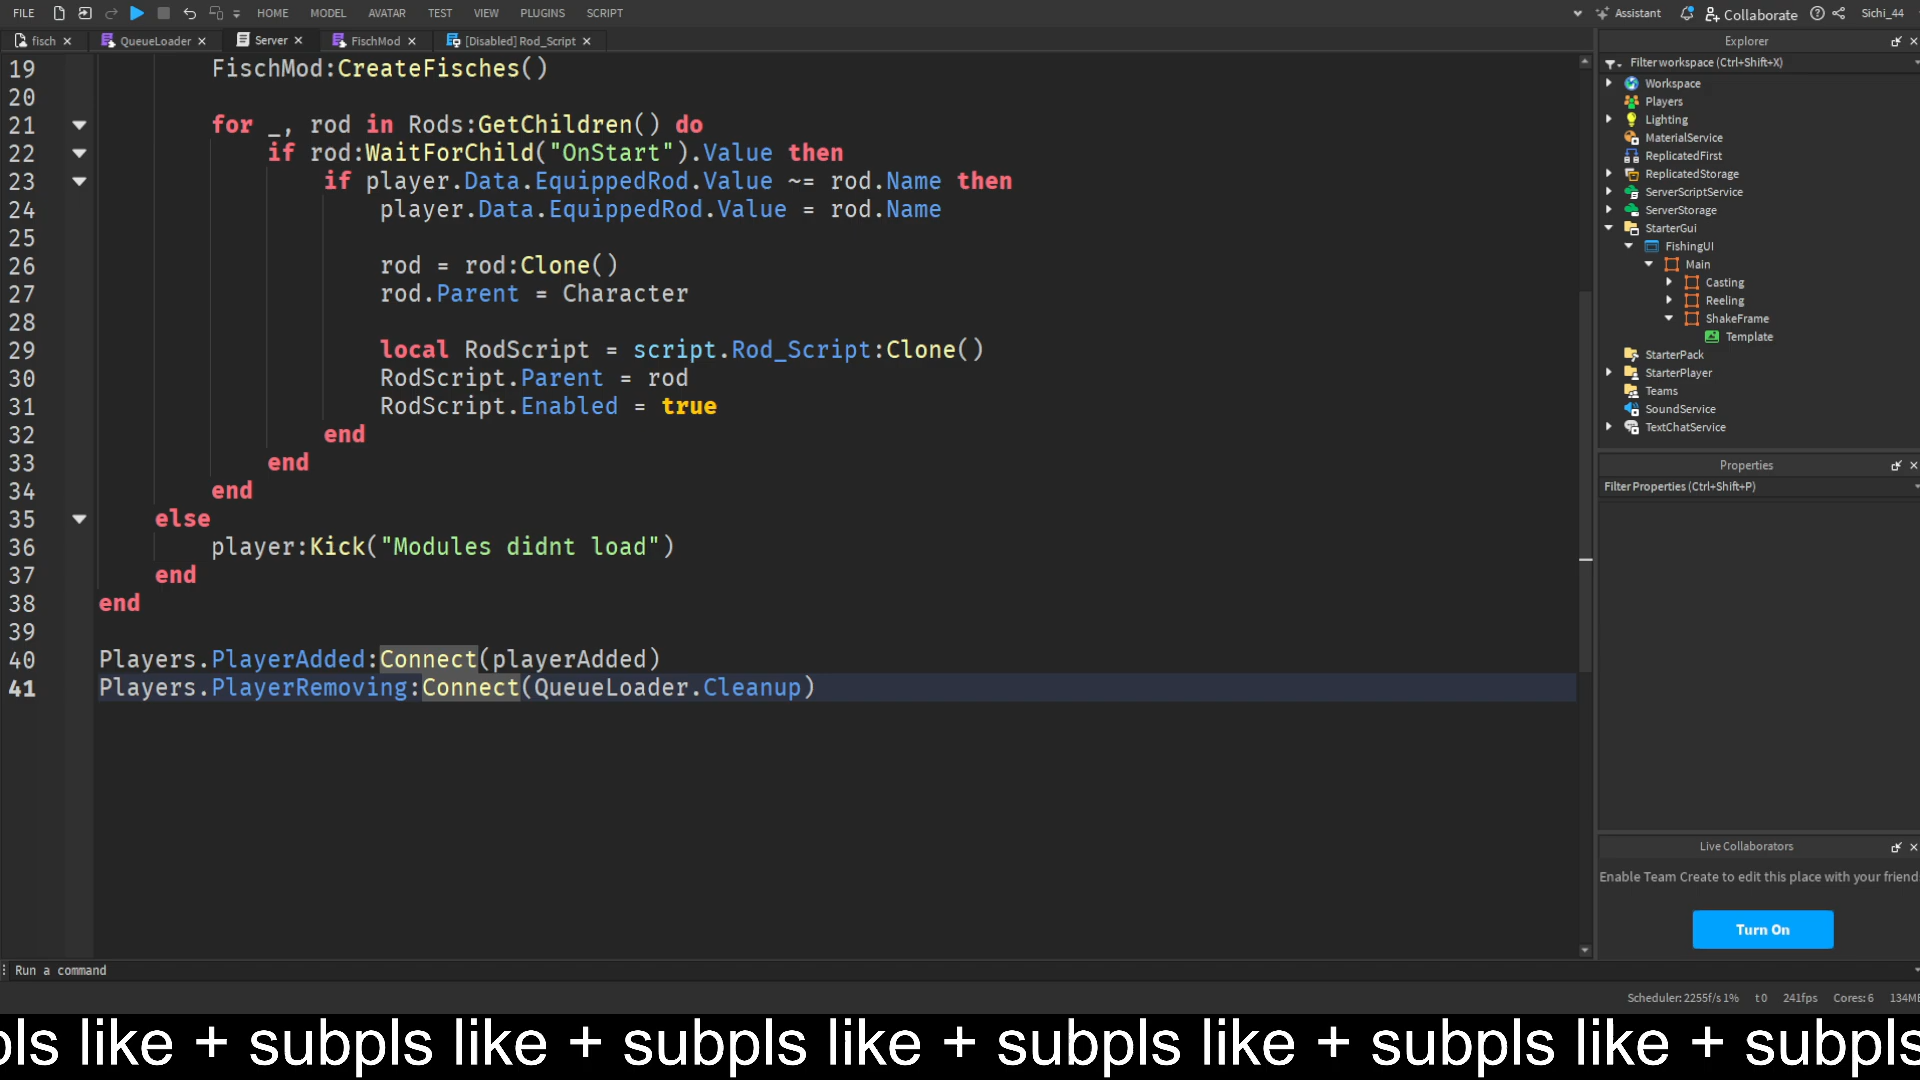 FILE HOME MODEL AVATAR TEST VIEW PLUGINS SCRIPT Assistant Collaborate Sichi_44
fisch QueueLoader Server FischMod [Disabled] Rod_Script
19 FischMod:CreateFisches()
20
21 for _, rod in Rods:GetChildren() do
22 if rod:WaitForChild("OnStart").Value then
23 if player.Data.EquippedRod.Value ~= rod.Name then
24 player.Data.EquippedRod.Value = rod.Name
25
26 rod = rod:Clone()
27 rod.Parent = Character
28
29 local RodScript = script.Rod_Script:Clone()
30 RodScript.Parent = rod
31 RodScript.Enabled = true
32 end
33 end
34 end
35 else
36 player:Kick("Modules didnt load")
37 end
38 end
39
40 Players.PlayerAdded:Connect(playerAdded)
41 Players.PlayerRemoving:Connect(QueueLoader.Cleanup)
Explorer
Filter workspace (Ctrl+Shift+X)
Workspace
Players
Lighting
MaterialService
ReplicatedFirst
ReplicatedStorage
ServerScriptService
ServerStorage
StarterGui
FishingUI
Main
Casting
Reeling
ShakeFrame
Template
StarterPack
StarterPlayer
Teams
SoundService
TextChatService
Properties
Filter Properties (Ctrl+Shift+P)
Live Collaborators
Enable Team Create to edit this place with your friend
Turn On
Run a command
Scheduler: 2255f/s 1% t 0 241fps Cores: 6 134MB
pls like + subpls like + subpls like + subpls like + subpls like + subpls